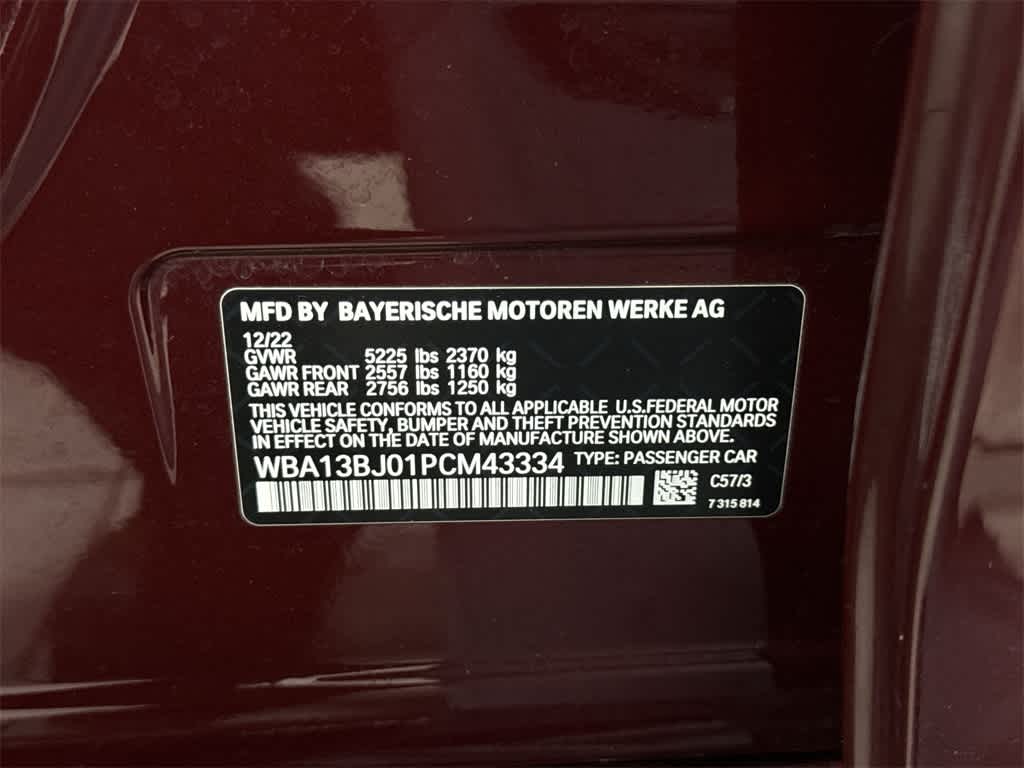 MFD BY BAYERISCHE MOTOREN WERKE AG
12/22
GVWR 5225 lbs 2370 kg
GAWR FRONT 2557 lbs 1160 kg
GAWR REAR 2756 lbs 1250 kg
THIS VEHICLE CONFORMS TO ALL APPLICABLE U.S.FEDERAL MOTOR
VEHICLE SAFETY, BUMPER AND THEFT PREVENTION STANDARDS
IN EFFECT ON THE DATE OF MANUFACTURE SHOWN ABOVE.
WBA13BJ01PCM43334 TYPE: PASSENGER CAR
C57/3
7 315 814